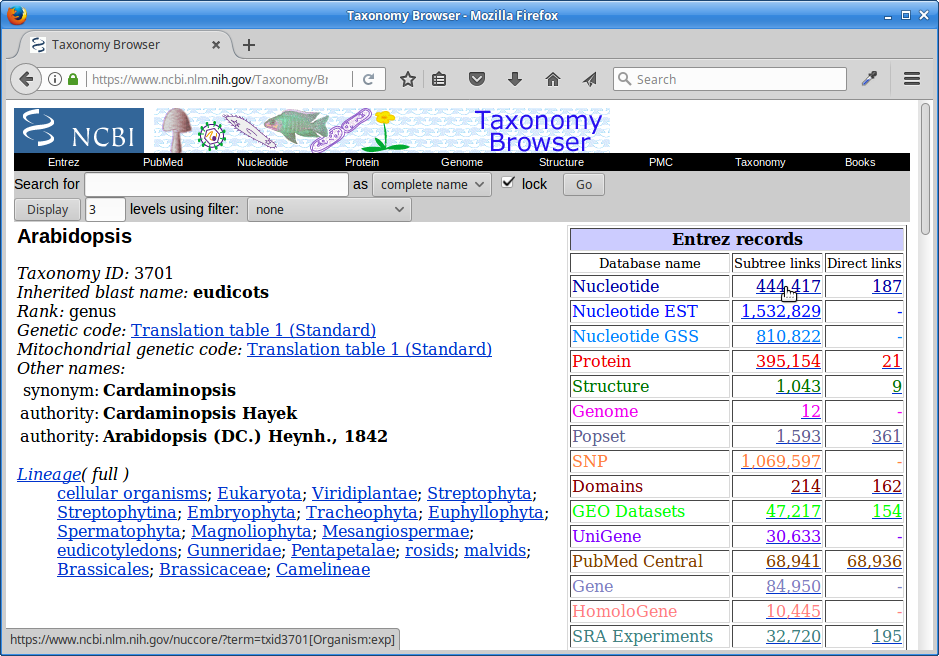 Taxonomy Browser - Mozilla Firefox
Taxonomy Browser
https://www.ncbi.nlm.nih.gov/Taxonomy/Br
Search
NCBI
Taxonomy
Browser
Entrez PubMed Nucleotide Protein Genome Structure PMC Taxonomy Books
Search for as complete name lock Go
Display 3 levels using filter: none
Arabidopsis
Taxonomy ID: 3701
Inherited blast name: eudicots
Rank: genus
Genetic code: Translation table 1 (Standard)
Mitochondrial genetic code: Translation table 1 (Standard)
Other names:
synonym: Cardaminopsis
authority: Cardaminopsis Hayek
authority: Arabidopsis (DC.) Heynh., 1842
Lineage( full )
cellular organisms; Eukaryota; Viridiplantae; Streptophyta;
Streptophytina; Embryophyta; Tracheophyta; Euphyllophyta;
Spermatophyta; Magnoliophyta; Mesangiospermae;
eudicotyledons; Gunneridae; Pentapetalae; rosids; malvids;
Brassicales; Brassicaceae; Camelineae
Entrez records
Database name Subtree links Direct links
Nucleotide 444,417 187
Nucleotide EST 1,532,829 -
Nucleotide GSS 810,822 -
Protein 395,154 21
Structure 1,043 9
Genome 12 -
Popset 1,593 361
SNP 1,069,597 -
Domains 214 162
GEO Datasets 47,217 154
UniGene 30,633 -
PubMed Central 68,941 68,936
Gene 84,950 -
HomoloGene 10,445 -
SRA Experiments 32,720 195
https://www.ncbi.nlm.nih.gov/nuccore/?term=txid3701[Organism:exp]